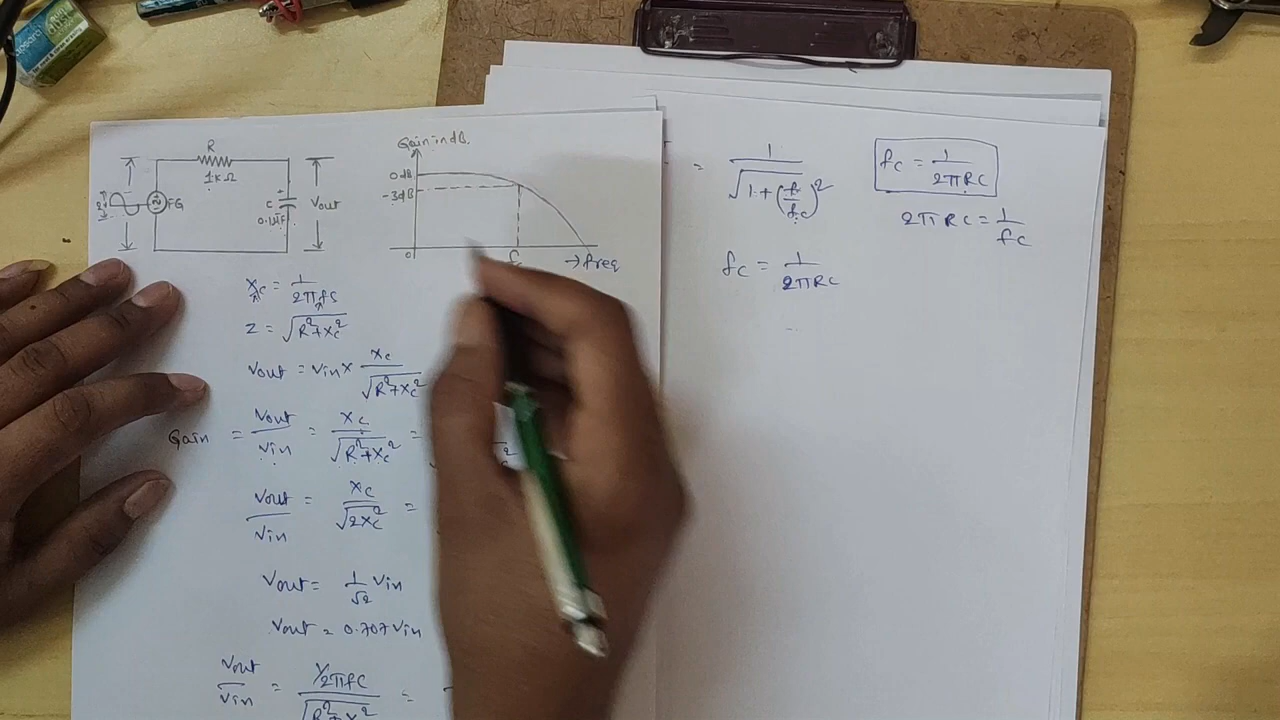 R
1kΩ
FG
C
0.1µF
Vout
Gain in dB.
0 dB
-3dB
0
fc
→ freq
Xc = 1/2πfc
Z = √R²+Xc²
Vout = Vin x Xc/√R²+Xc²
Gain = Vout/Vin = Xc/√R²+Xc² =
Vout/Vin = Xc/√2Xc² =
Vout = 1/√2 Vin
Vout = 0.707 Vin
Vout/Vin = 1/2πfC/√R²+X² =
= 1/√1+(f/fc)²
fc = 1/2πRC
fc = 1/2πRC
2πRC = 1/fc